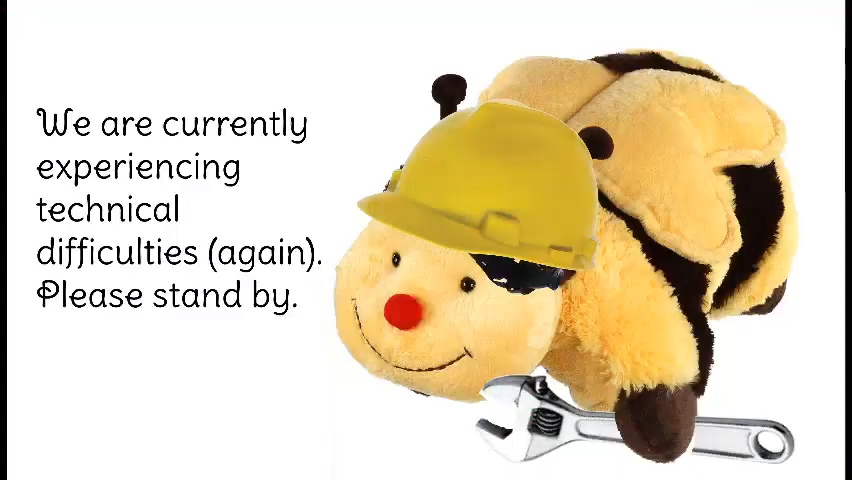 We are currently
experiencing
technical
difficulties (again).
Please stand by.